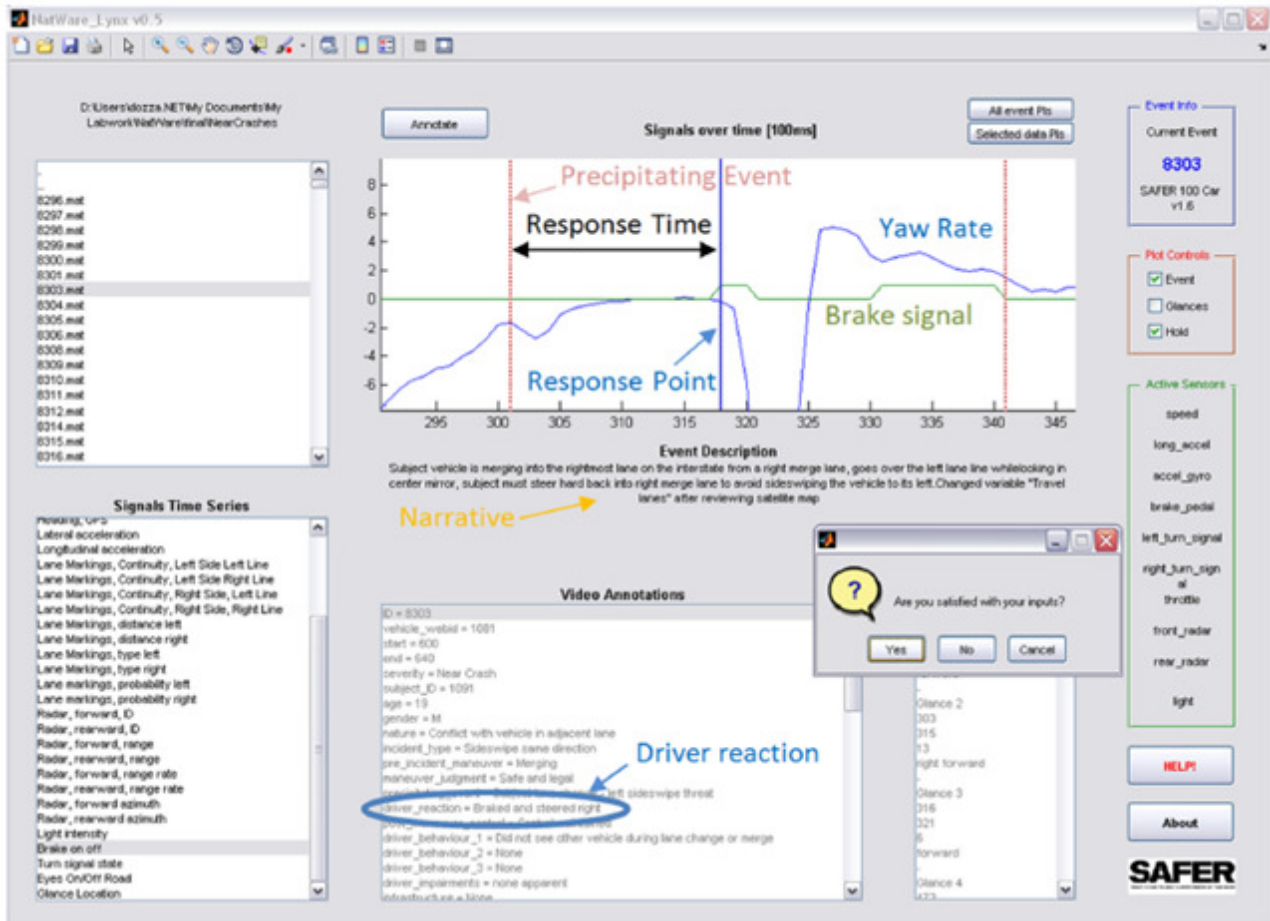 NatWare_Lynx v0.5
D:\Users\dozza.NET\My Documents\My
Labwork\NatWare\final\NearCrashes
Annotate
Signals over time [100ms]
All event Pls
Selected data Pls
8296.mat
8297.mat
8298.mat
8299.mat
8300.mat
8301.mat
8303.mat
8304.mat
8305.mat
8306.mat
8308.mat
8309.mat
8310.mat
8311.mat
8312.mat
8314.mat
8315.mat
8316.mat
Precipitating Event
Response Time
Yaw Rate
Brake signal
Response Point
8
6
4
2
0
-2
-4
-6
295 300 305 310 315 320 325 330 335 340 345
Event Info
Current Event
8303
SAFER 100 Car
v1.6
Plot Controls
Event
Glances
Hold
Active Sensors
speed
long_accel
accel_gyro
brake_pedal
left_turn_signal
right_turn_sign
al
throttle
front_radar
rear_radar
light
HELP!
About
SAFER
Event Description
Subject vehicle is merging into the rightmost lane on the interstate from a right merge lane, goes over the left lane line whilelocking in
center mirror, subject must steer hard back into right merge lane to avoid sideswiping the vehicle to its left.Changed variable "Travel
lanes" after reviewing satelite map
Narrative
Signals Time Series
Heading, GPS
Lateral acceleration
Longitudinal acceleration
Lane Markings, Continuity, Left Side Left Line
Lane Markings, Continuity, Left Side Right Line
Lane Markings, Continuity, Right Side, Left Line
Lane Markings, Continuity, Right Side, Right Line
Lane Markings, distance left
Lane Markings, distance right
Lane Markings, type left
Lane Markings, type right
Lane markings, probability left
Lane markings, probability right
Radar, forward, ID
Radar, rearward, ID
Radar, forward, range
Radar, rearward, range
Radar, forward, range rate
Radar, rearward, range rate
Radar, forward azimuth
Radar, rearward azimuth
Light intensity
Brake on off
Turn signal state
Eyes On/Off Road
Glance Location
Video Annotations
ID = 8303
vehicle_webid = 1081
start = 600
end = 640
severity = Near Crash
subject_ID = 1091
age = 19
gender = M
nature = Conflict with vehicle in adjacent lane
incident_type = Sideswipe same direction
pre_incident_maneuver = Merging
maneuver_judgment = Safe and legal
left sideswipe threat
driver_reaction = Braked and steered right
driver_behaviour_1 = Did not see other vehicle during lane change or merge
driver_behaviour_2 = None
driver_behaviour_3 = None
driver_impairments = none apparent
infrastructure = None
Driver reaction
Are you satisfied with your inputs?
Yes
No
Cancel
Glance 2
303
315
13
right forward
Glance 3
316
321
6
forward
Glance 4